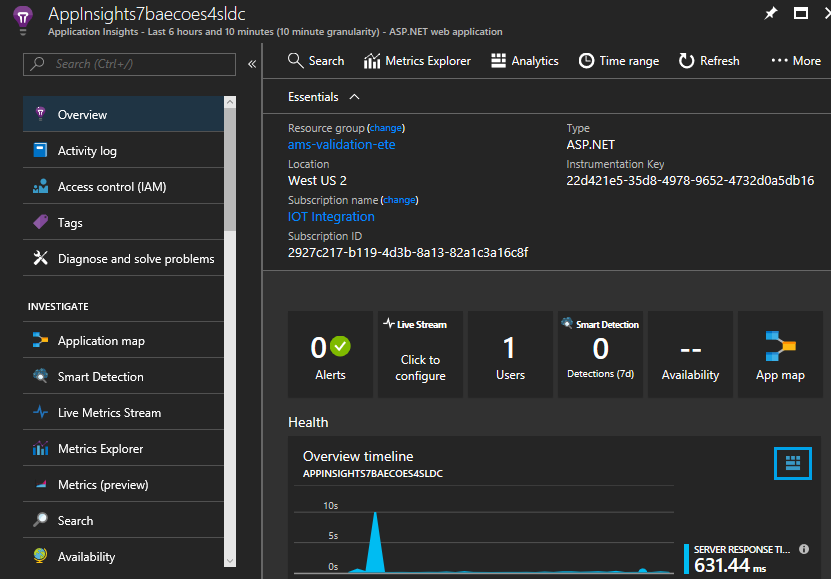 AppInsights7baecoes4sldc
Application Insights - Last 6 hours and 10 minutes (10 minute granularity) - ASP.NET web application
Search (Ctrl+/)
Overview
Activity log
Access control (IAM)
Tags
Diagnose and solve problems
INVESTIGATE
Application map
Smart Detection
Live Metrics Stream
Metrics Explorer
Metrics (preview)
Search
Availability
Search
Metrics Explorer
Analytics
Time range
Refresh
More
Essentials
Resource group (change)
ams-validation-ete
Location
West US 2
Subscription name (change)
IOT Integration
Subscription ID
2927c217-b119-4d3b-8a13-82a1c3a16c8f
Type
ASP.NET
Instrumentation Key
22d421e5-35d8-4978-9652-4732d0a5db16
0
Alerts
Live Stream
Click to
configure
1
Users
Smart Detection
0
Detections (7d)
--
Availability
App map
Health
Overview timeline
APPINSIGHTS7BAECOES4SLDC
10s
5s
0s
SERVER RESPONSE TI...
631.44 ms